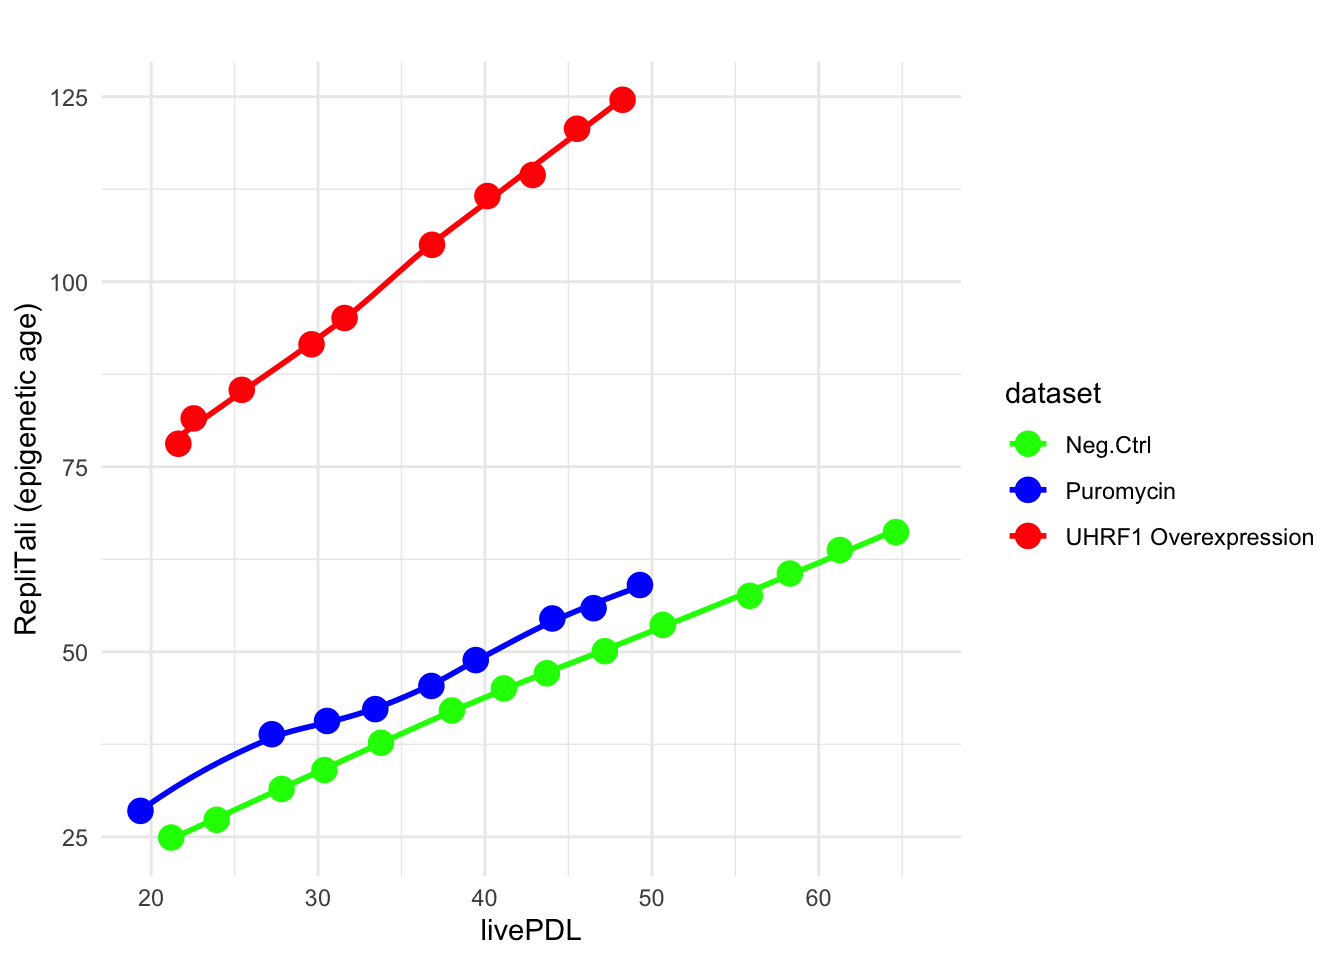 125
100
75
50
25
RepliTali (epigenetic age)
20 30 40 50 60
livePDL
dataset
Neg.Ctrl
Puromycin
UHRF1 Overexpression